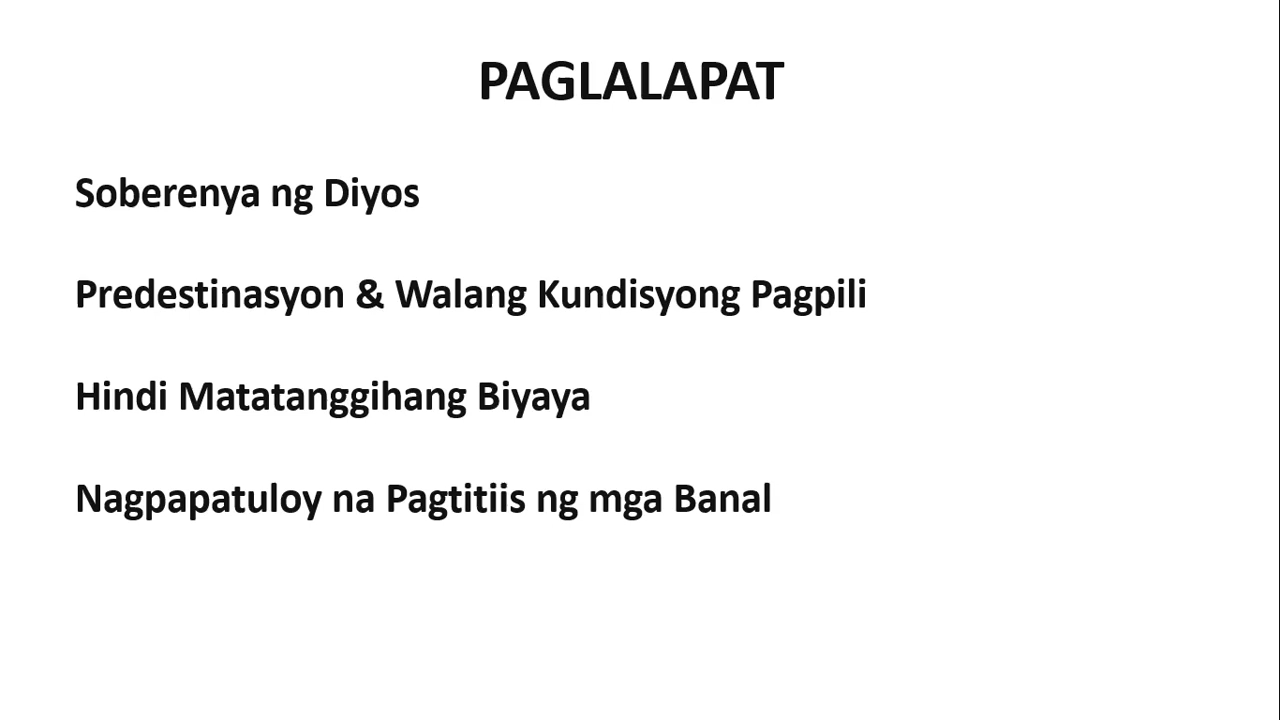 PAGLALAPAT
Soberenya ng Diyos
Predestinasyon & Walang Kundisyong Pagpili
Hindi Matatanggihang Biyaya
Nagpapatuloy na Pagtitiis ng mga Banal